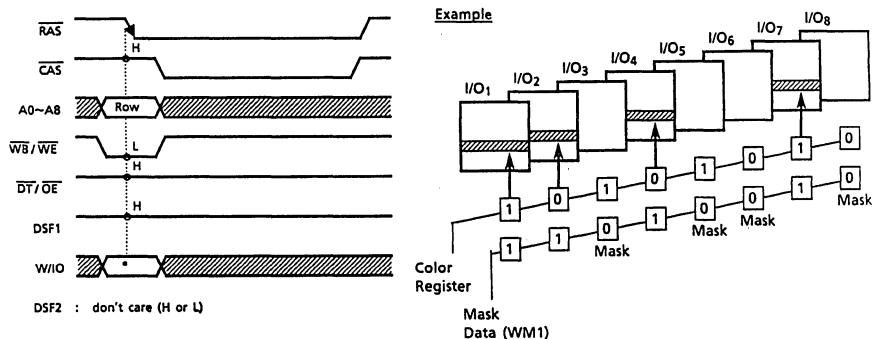 RAS
H
CAS
A0~A8
Row
WB/WE
L
H
DT/OE
H
DSF1
W/IO
DSF2 : don't care (H or L)
Example
I/O1
I/O2
I/O3
I/O4
I/O5
I/O6
I/O7
I/O8
1 0 1 0 1 0 1 0
Color
Register
1 1 0 1 0 0 1 0
Mask Mask Mask Mask
Mask
Data (WM1)